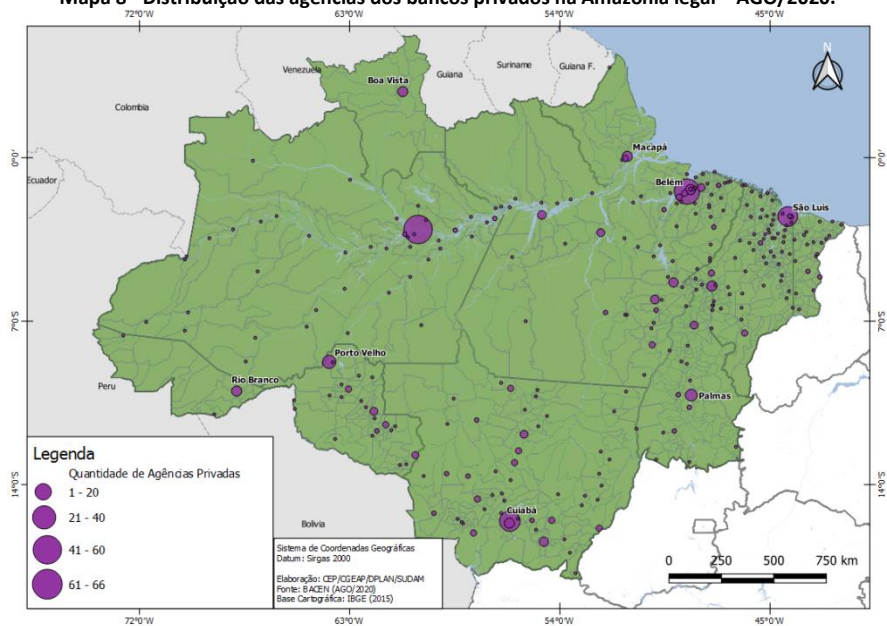 Mapa 8 - Distribuição das agências dos bancos privados na Amazônia legal – AGO/2020.
72°0'W
63°0'W
54°0'W
45°0'W
N
Venezuela
Boa Vista
Guiana
Suriname
Guiana F.
Colombia
Macapá
0°0'
0°0'
Belém
Ecuador
São Luís
7°0'S
7°0'S
Porto Velho
Peru
Rio Branco
Palmas
Legenda
Quantidade de Agências Privadas
1 - 20
21 - 40
41 - 60
61 - 66
14°0'S
14°0'S
Cuiabá
Bolivia
Sistema de Coordenadas Geográficas
Datum: Sirgas 2000
Elaboração: CEP/CGEAP/DPLAN/SUDAM
Fonte: BACEN (AGO/2020)
Base Cartográfica: IBGE (2015)
0 250 500 750 km
72°0'W
63°0'W
54°0'W
45°0'W